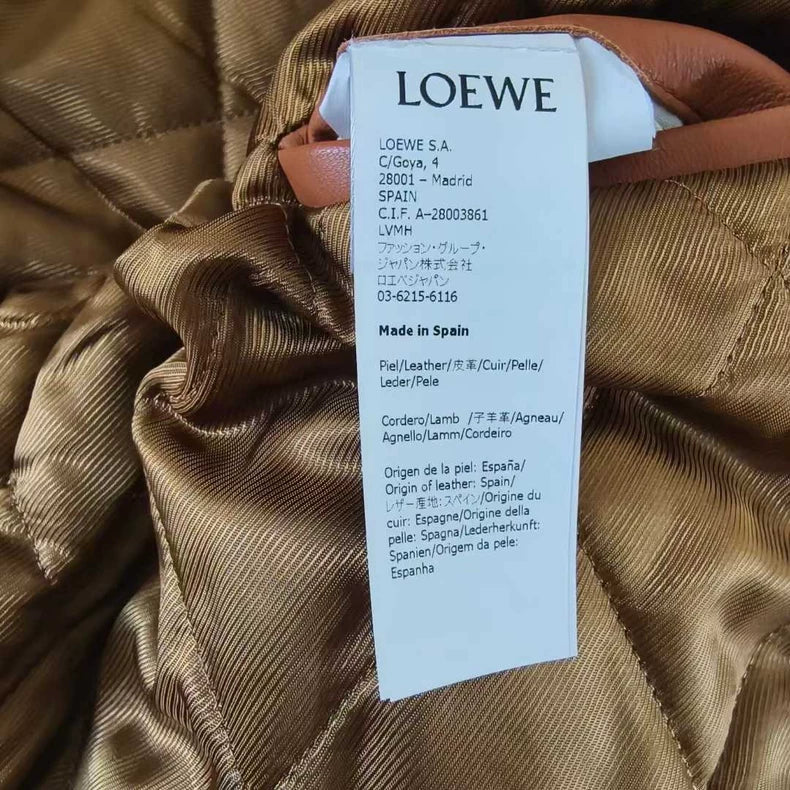 LOEWE
LOEWE S.A.
C/Goya, 4
28001 – Madrid
SPAIN
C.I.F. A–28003861
LVMH
ファッション・グループ・
ジャパン株式会社
ロエベジャパン
03-6215-6116
Made in Spain
Piel/Leather/皮革/Cuir/Pelle/
Leder/Pele
Cordero/Lamb /子羊革/Agneau/
Agnello/Lamm/Cordeiro
Origen de la piel: España/
Origin of leather: Spain/
レザー産地: スペイン/Origine du
cuir: Espagne/Origine della
pelle: Spagna/Lederherkunft:
Spanien/Origem da pele:
Espanha